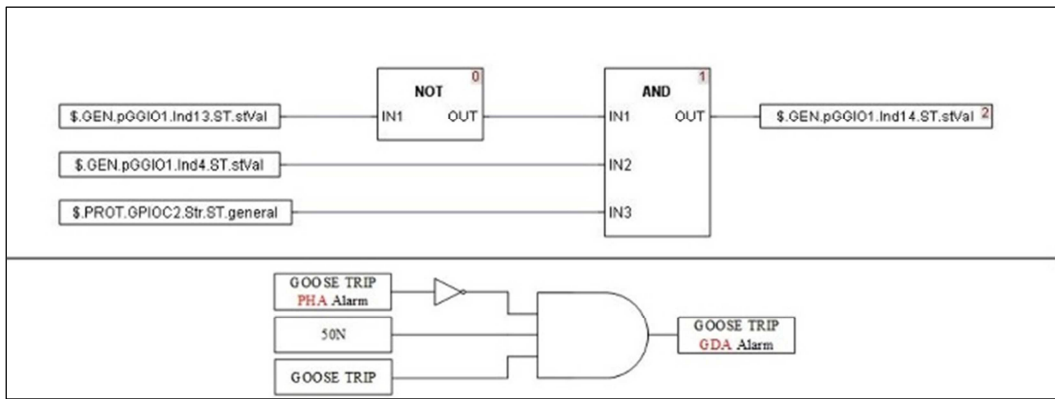 NOT
0
IN1 OUT
AND
1
IN1 OUT
IN2
IN3
$.GEN.pGGIO1.Ind13.ST.stVal
$.GEN.pGGIO1.Ind4.ST.stVal
$.PROT.GPIOC2.Str.ST.general
$.GEN.pGGIO1.Ind14.ST.stVal 2
GOOSE TRIP
PHA Alarm
50N
GOOSE TRIP
GOOSE TRIP
GDA Alarm